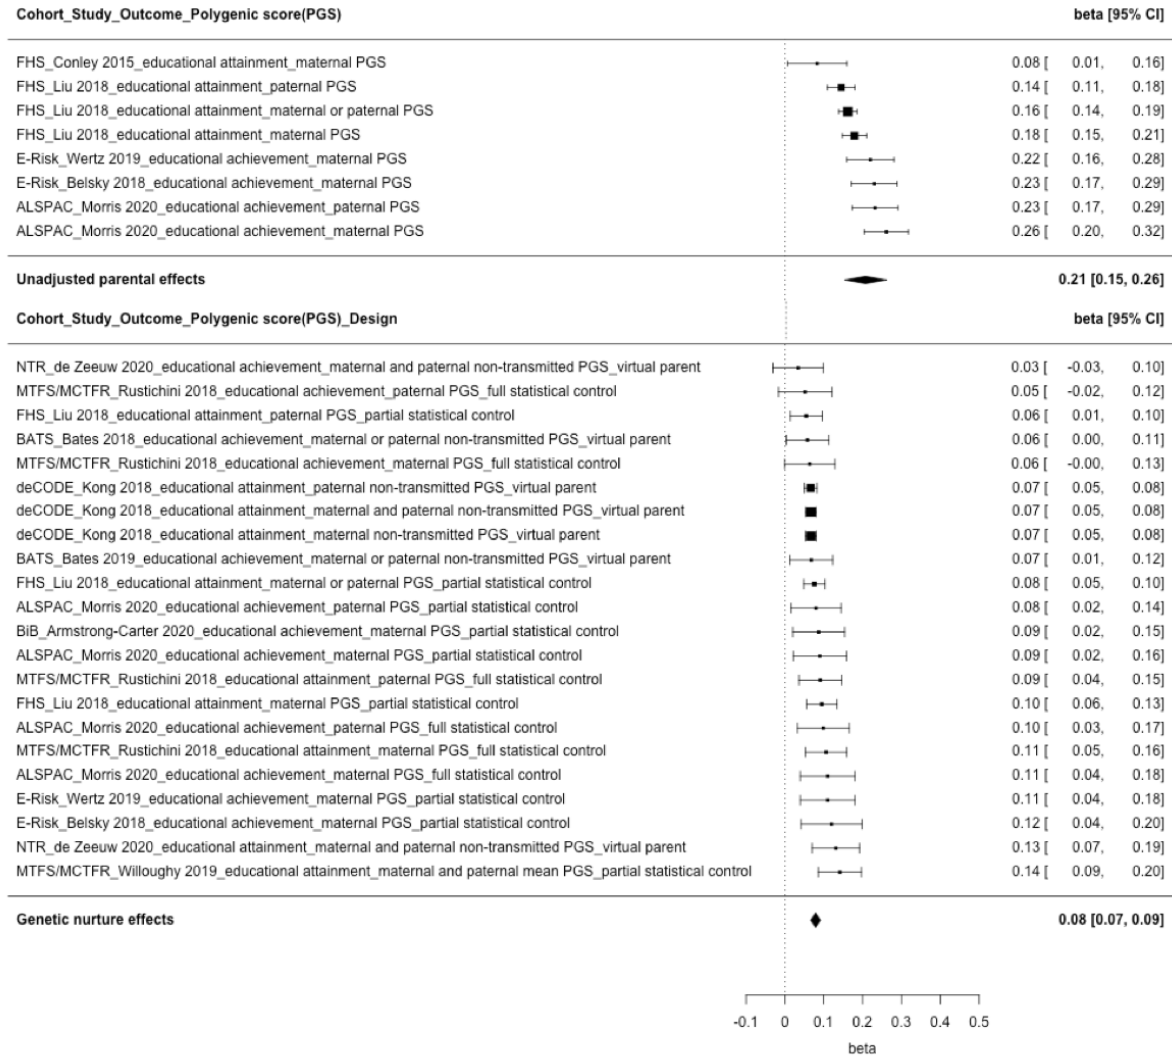 Cohort_Study_Outcome_Polygenic score(PGS) beta [95% CI]
FHS_Conley 2015_educational attainment_maternal PGS 0.08 [ 0.01, 0.16]
FHS_Liu 2018_educational attainment_paternal PGS 0.14 [ 0.11, 0.18]
FHS_Liu 2018_educational attainment_maternal or paternal PGS 0.16 [ 0.14, 0.19]
FHS_Liu 2018_educational attainment_maternal PGS 0.18 [ 0.15, 0.21]
E-Risk_Wertz 2019_educational achievement_maternal PGS 0.22 [ 0.16, 0.28]
E-Risk_Belsky 2018_educational achievement_maternal PGS 0.23 [ 0.17, 0.29]
ALSPAC_Morris 2020_educational achievement_paternal PGS 0.23 [ 0.17, 0.29]
ALSPAC_Morris 2020_educational achievement_maternal PGS 0.26 [ 0.20, 0.32]
Unadjusted parental effects 0.21 [0.15, 0.26]
Cohort_Study_Outcome_Polygenic score(PGS)_Design beta [95% CI]
NTR_de Zeeuw 2020_educational achievement_maternal and paternal non-transmitted PGS_virtual parent 0.03 [ -0.03, 0.10]
MTFS/MCTFR_Rustichini 2018_educational achievement_paternal PGS_full statistical control 0.05 [ -0.02, 0.12]
FHS_Liu 2018_educational attainment_paternal PGS_partial statistical control 0.06 [ 0.01, 0.10]
BATS_Bates 2018_educational achievement_maternal or paternal non-transmitted PGS_virtual parent 0.06 [ 0.00, 0.11]
MTFS/MCTFR_Rustichini 2018_educational achievement_maternal PGS_full statistical control 0.06 [ -0.00, 0.13]
deCODE_Kong 2018_educational attainment_paternal non-transmitted PGS_virtual parent 0.07 [ 0.05, 0.08]
deCODE_Kong 2018_educational attainment_maternal and paternal non-transmitted PGS_virtual parent 0.07 [ 0.05, 0.08]
deCODE_Kong 2018_educational attainment_maternal non-transmitted PGS_virtual parent 0.07 [ 0.05, 0.08]
BATS_Bates 2019_educational achievement_maternal or paternal non-transmitted PGS_virtual parent 0.07 [ 0.01, 0.12]
FHS_Liu 2018_educational attainment_maternal or paternal PGS_partial statistical control 0.08 [ 0.05, 0.10]
ALSPAC_Morris 2020_educational achievement_paternal PGS_partial statistical control 0.08 [ 0.02, 0.14]
BiB_Armstrong-Carter 2020_educational achievement_maternal PGS_partial statistical control 0.09 [ 0.02, 0.15]
ALSPAC_Morris 2020_educational achievement_maternal PGS_partial statistical control 0.09 [ 0.02, 0.16]
MTFS/MCTFR_Rustichini 2018_educational attainment_paternal PGS_full statistical control 0.09 [ 0.04, 0.15]
FHS_Liu 2018_educational attainment_maternal PGS_partial statistical control 0.10 [ 0.06, 0.13]
ALSPAC_Morris 2020_educational achievement_paternal PGS_full statistical control 0.10 [ 0.03, 0.17]
MTFS/MCTFR_Rustichini 2018_educational attainment_maternal PGS_full statistical control 0.11 [ 0.05, 0.16]
ALSPAC_Morris 2020_educational achievement_maternal PGS_full statistical control 0.11 [ 0.04, 0.18]
E-Risk_Wertz 2019_educational achievement_maternal PGS_partial statistical control 0.11 [ 0.04, 0.18]
E-Risk_Belsky 2018_educational achievement_maternal PGS_partial statistical control 0.12 [ 0.04, 0.20]
NTR_de Zeeuw 2020_educational attainment_maternal and paternal non-transmitted PGS_virtual parent 0.13 [ 0.07, 0.19]
MTFS/MCTFR_Willoughy 2019_educational attainment_maternal and paternal mean PGS_partial statistical control 0.14 [ 0.09, 0.20]
Genetic nurture effects 0.08 [0.07, 0.09]
-0.1 0 0.1 0.2 0.3 0.4 0.5
beta